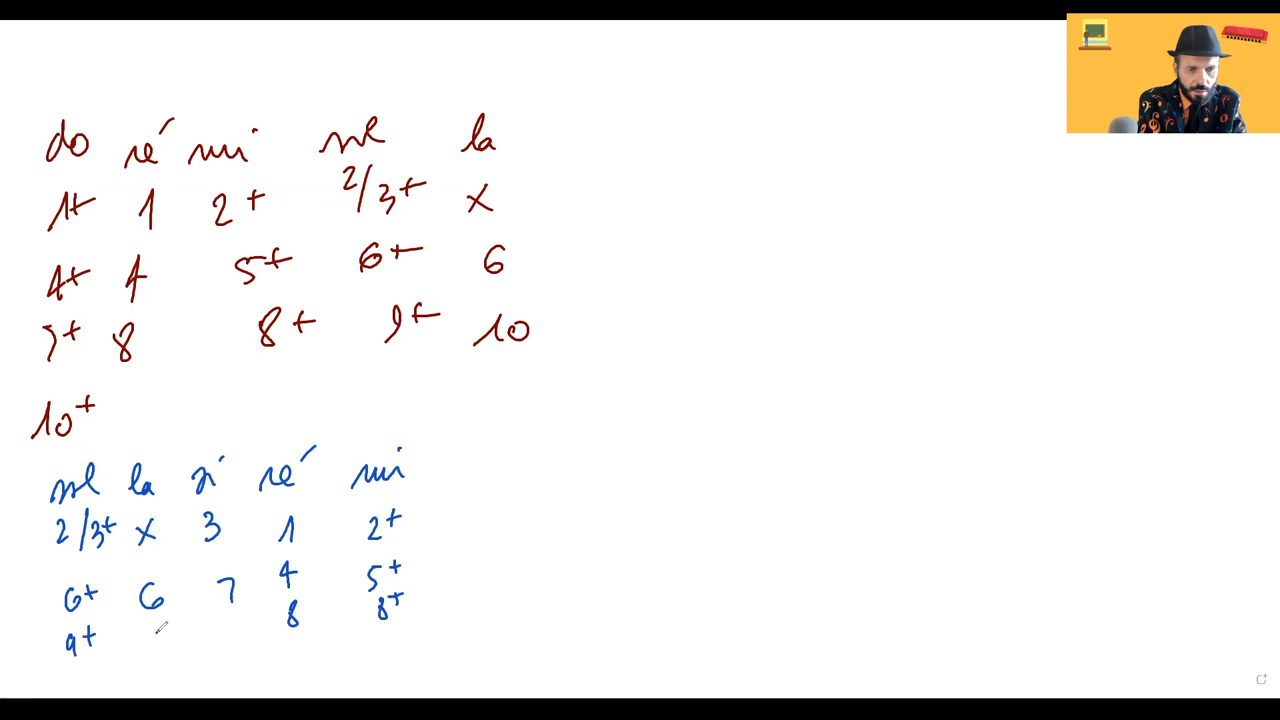 do ré mi sol la
1+ 1 2+ 2/3+ x
4+ 4 5+ 6+ 6
7+ 8 8+ 9+ 10
10+
sol la si ré mi
2/3+ x 3 1 2+
6+ 6 7 4 5+
9+ 8 8+